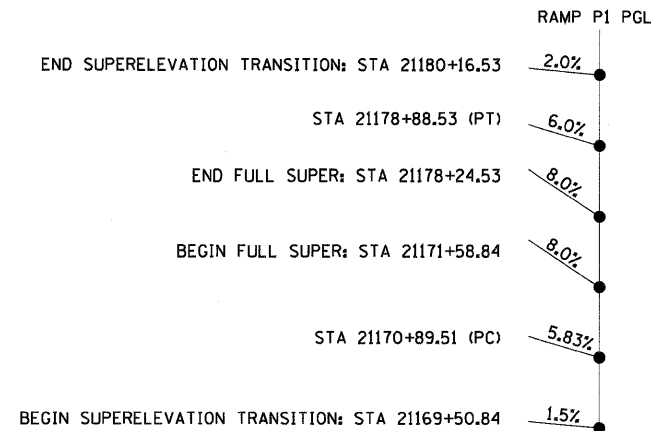 RAMP P1 PGL
END SUPERELEVATION TRANSITION: STA 21180+16.53 2.0%
STA 21178+88.53 (PT) 6.0%
END FULL SUPER: STA 21178+24.53 8.0%
BEGIN FULL SUPER: STA 21171+58.84 8.0%
STA 21170+89.51 (PC) 5.83%
BEGIN SUPERELEVATION TRANSITION: STA 21169+50.84 1.5%